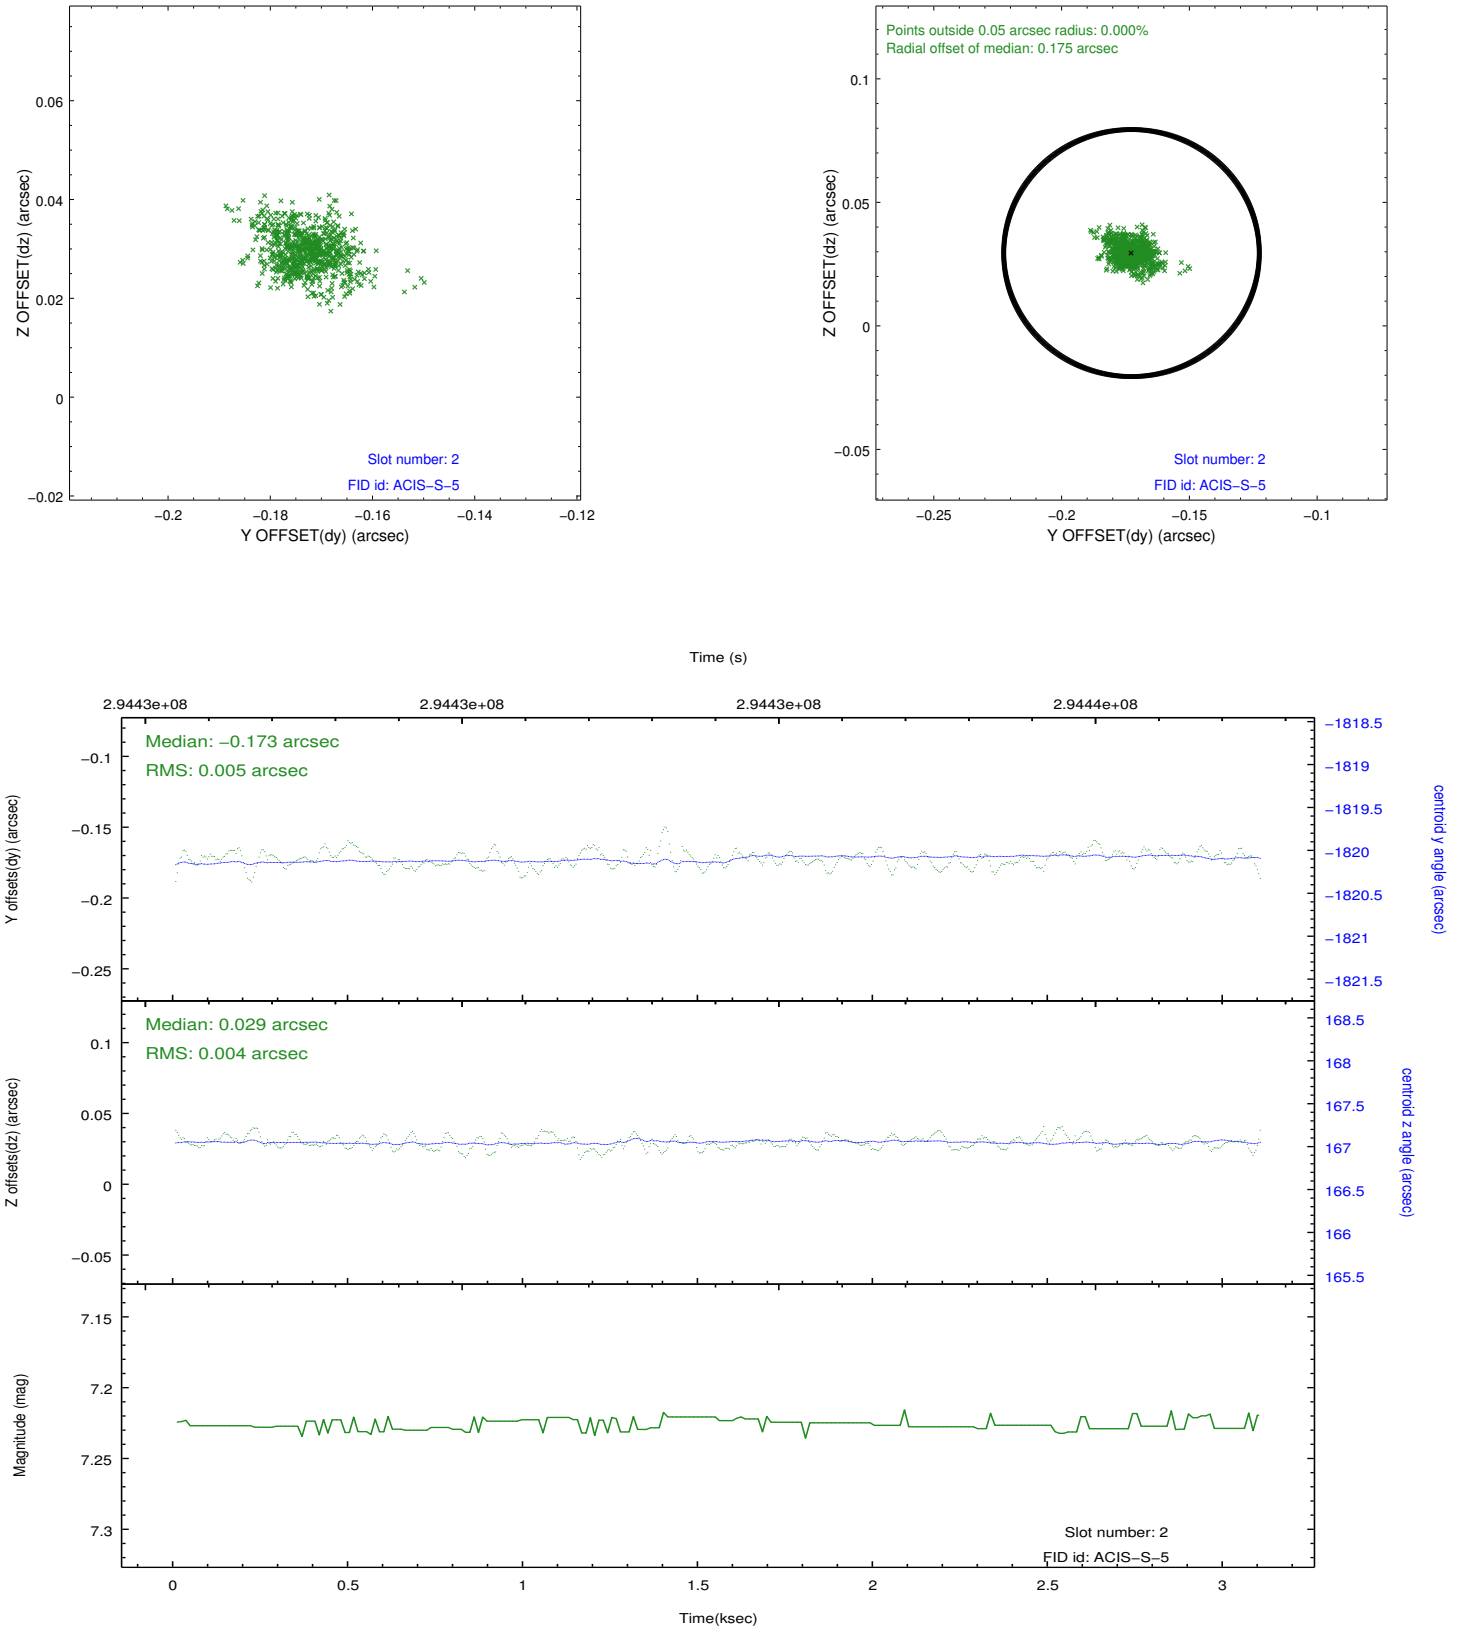 0.06
0.04
0.02
0
−0.02
Z OFFSET(dz) (arcsec)
Slot number: 2
FID id: ACIS−S−5
−0.2 −0.18 −0.16 −0.14 −0.12
Y OFFSET(dy) (arcsec)
Points outside 0.05 arcsec radius: 0.000%
Radial offset of median: 0.175 arcsec
0.1
0.05
0
−0.05
Z OFFSET(dz) (arcsec)
Slot number: 2
FID id: ACIS−S−5
−0.25 −0.2 −0.15 −0.1
Y OFFSET(dy) (arcsec)
Time (s)
2.9443e+08 2.9443e+08 2.9443e+08 2.9444e+08
Median: −0.173 arcsec
RMS: 0.005 arcsec
−0.1
−0.15
−0.2
−0.25
Y offsets(dy) (arcsec)
−1818.5
−1819
−1819.5
−1820
−1820.5
−1821
−1821.5
centroid y angle (arcsec)
Median: 0.029 arcsec
RMS: 0.004 arcsec
0.1
0.05
0
−0.05
Z offsets(dz) (arcsec)
168.5
168
167.5
167
166.5
166
165.5
centroid z angle (arcsec)
7.15
7.2
7.25
7.3
Magnitude (mag)
Slot number: 2
FID id: ACIS−S−5
0 0.5 1 1.5 2 2.5 3
Time(ksec)